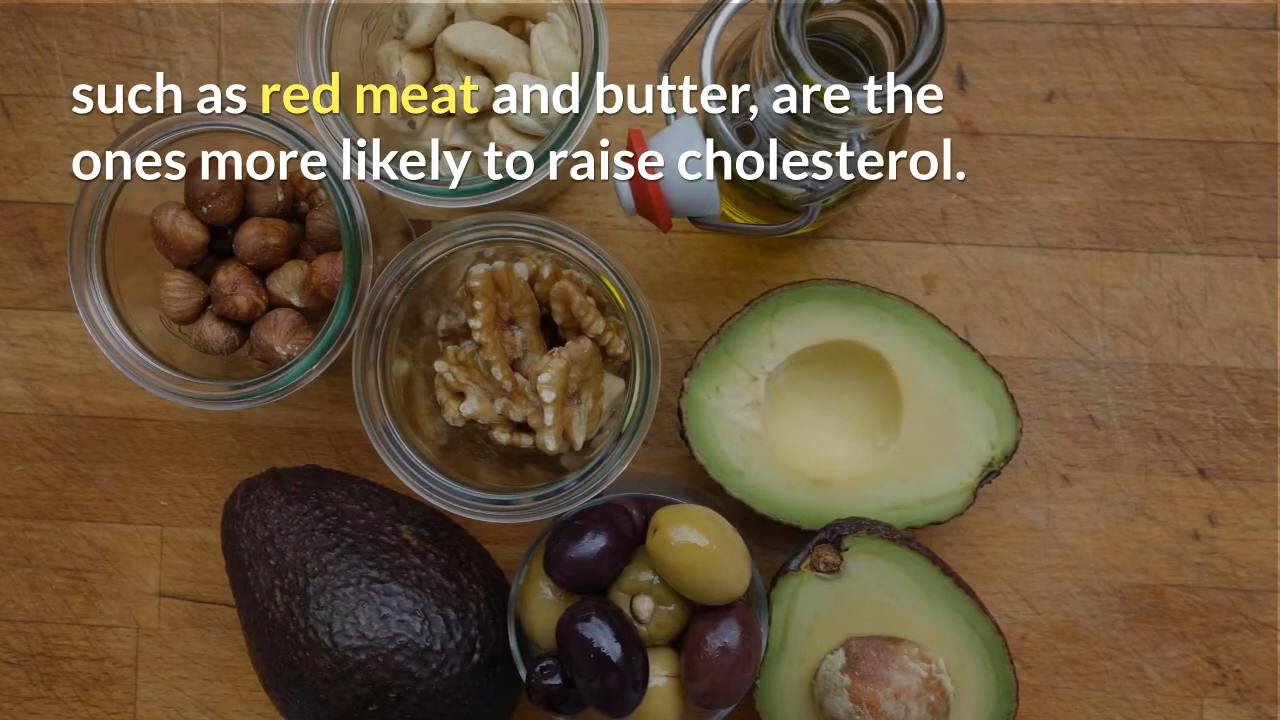 such as red meat and butter, are the
ones more likely to raise cholesterol.